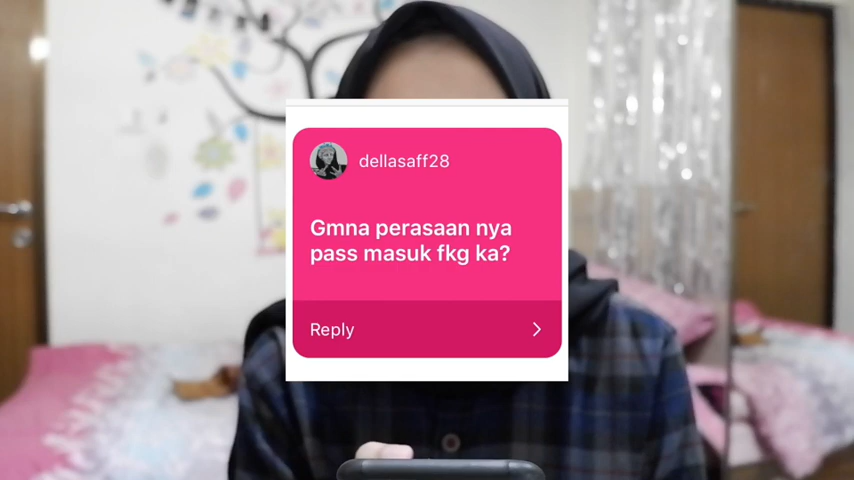 dellasaff28
Gmna perasaan nya
pass masuk fkg ka?
Reply